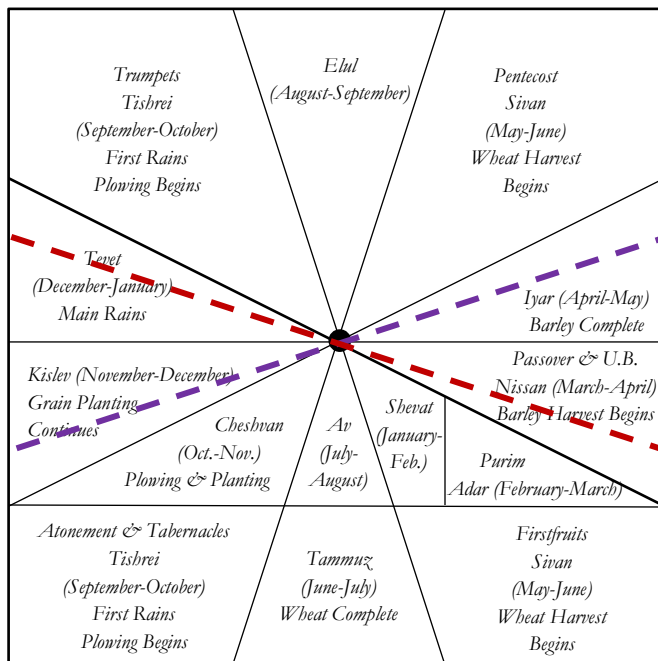 Trumpets
Tishrei
(September-October)
First Rains
Plowing Begins
Elul
(August-September)
Pentecost
Sivan
(May-June)
Wheat Harvest
Begins
Tevet
(December-January)
Main Rains
Iyar (April-May)
Barley Complete
Kislev (November-December)
Grain Planting
Continues
Passover & U.B.
Nissan (March-April)
Barley Harvest Begins
Cheshvan
(Oct.-Nov.)
Plowing & Planting
Av
(July-
August)
Shevat
(January-
Feb.)
Purim
Adar (February-March)
Atonement & Tabernacles
Tishrei
(September-October)
First Rains
Plowing Begins
Tammuz
(June-July)
Wheat Complete
Firstfruits
Sivan
(May-June)
Wheat Harvest
Begins